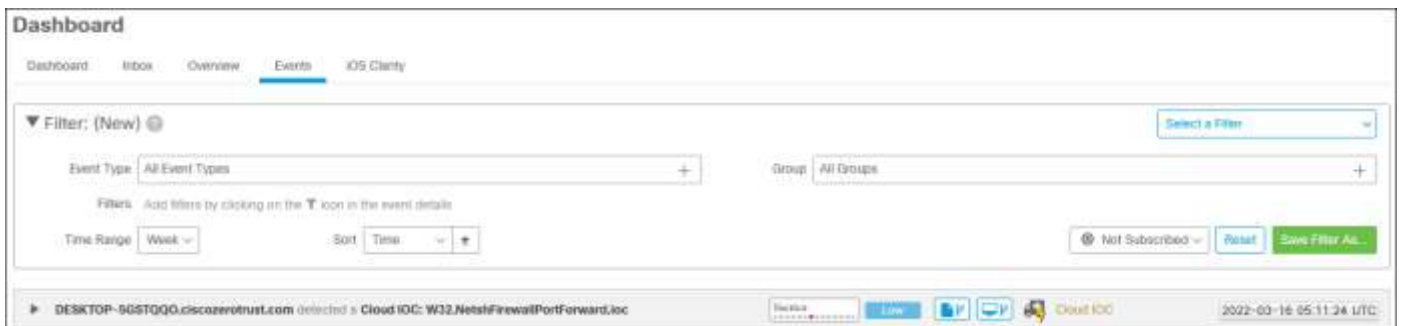 Dashboard
Dashboard Inbox Overview Events iOS Clarity
Filter: (New) Select a Filter
Event Type All Event Types + Group All Groups +
Filters Add filters by clicking on the icon in the event details
Time Range Week Sort Time Not Subscribed Reset Save Filter As...
DESKTOP-SGSTQQO.ciscozerotrust.com detected a Cloud IOC: W32.NetshFirewallPortForward.ioc Low Cloud IOC 2022-03-16 05:11:24 UTC